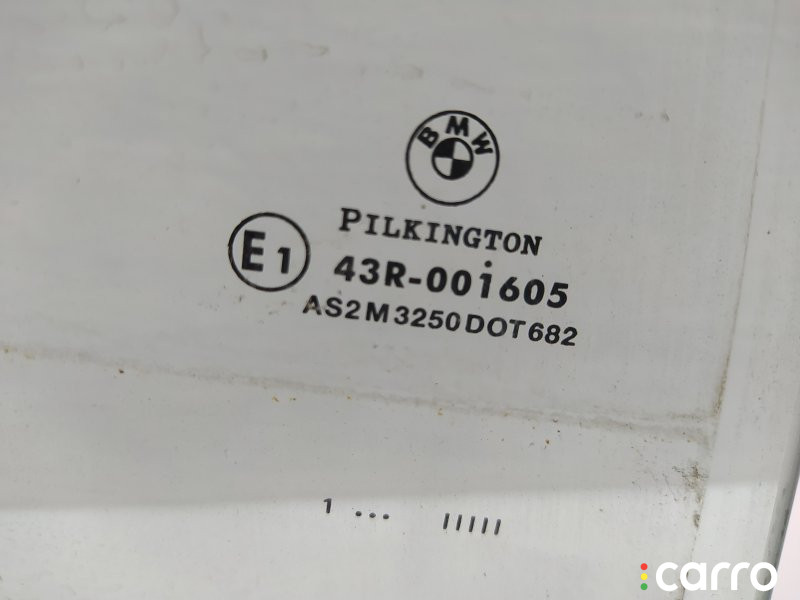 BMW
PILKINGTON
E1 43R-001605
AS2 M3250 DOT682
1 ... IIIII
carro